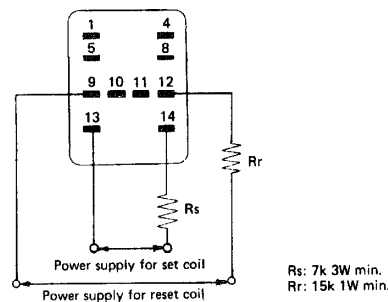 1 4
5 8
9 10 11 12
13 14
Rr
Rs
Power supply for set coil
Power supply for reset coil
Rs: 7k 3W min.
Rr: 15k 1W min.